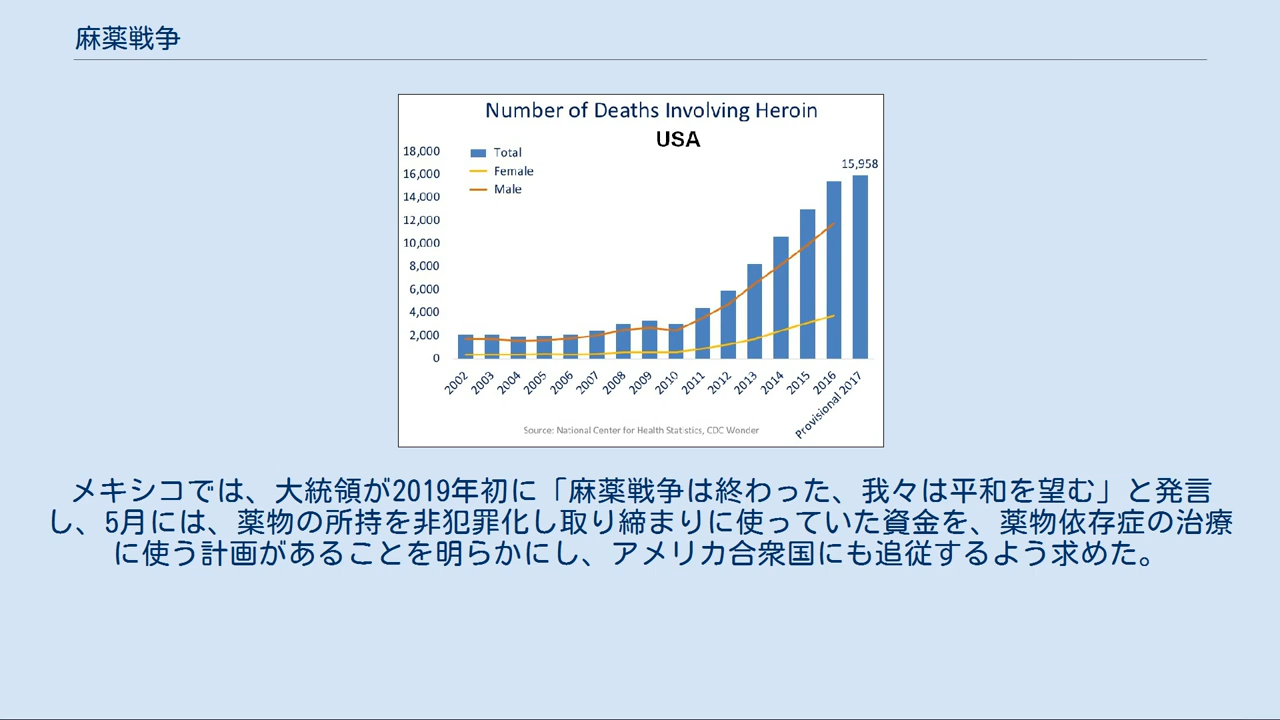 麻薬戦争
Number of Deaths Involving Heroin
USA
Total
Female
Male
18,000
16,000
14,000
12,000
10,000
8,000
6,000
4,000
2,000
0
15,958
2002
2003
2004
2005
2006
2007
2008
2009
2010
2011
2012
2013
2014
2015
2016
Provisional 2017
Source: National Center for Health Statistics, CDC Wonder
メキシコでは、大統領が2019年初に「麻薬戦争は終わった、我々は平和を望む」と発言
し、5月には、薬物の所持を非犯罪化し取り締まりに使っていた資金を、薬物依存症の治療
に使う計画があることを明らかにし、アメリカ合衆国にも追従するよう求めた。